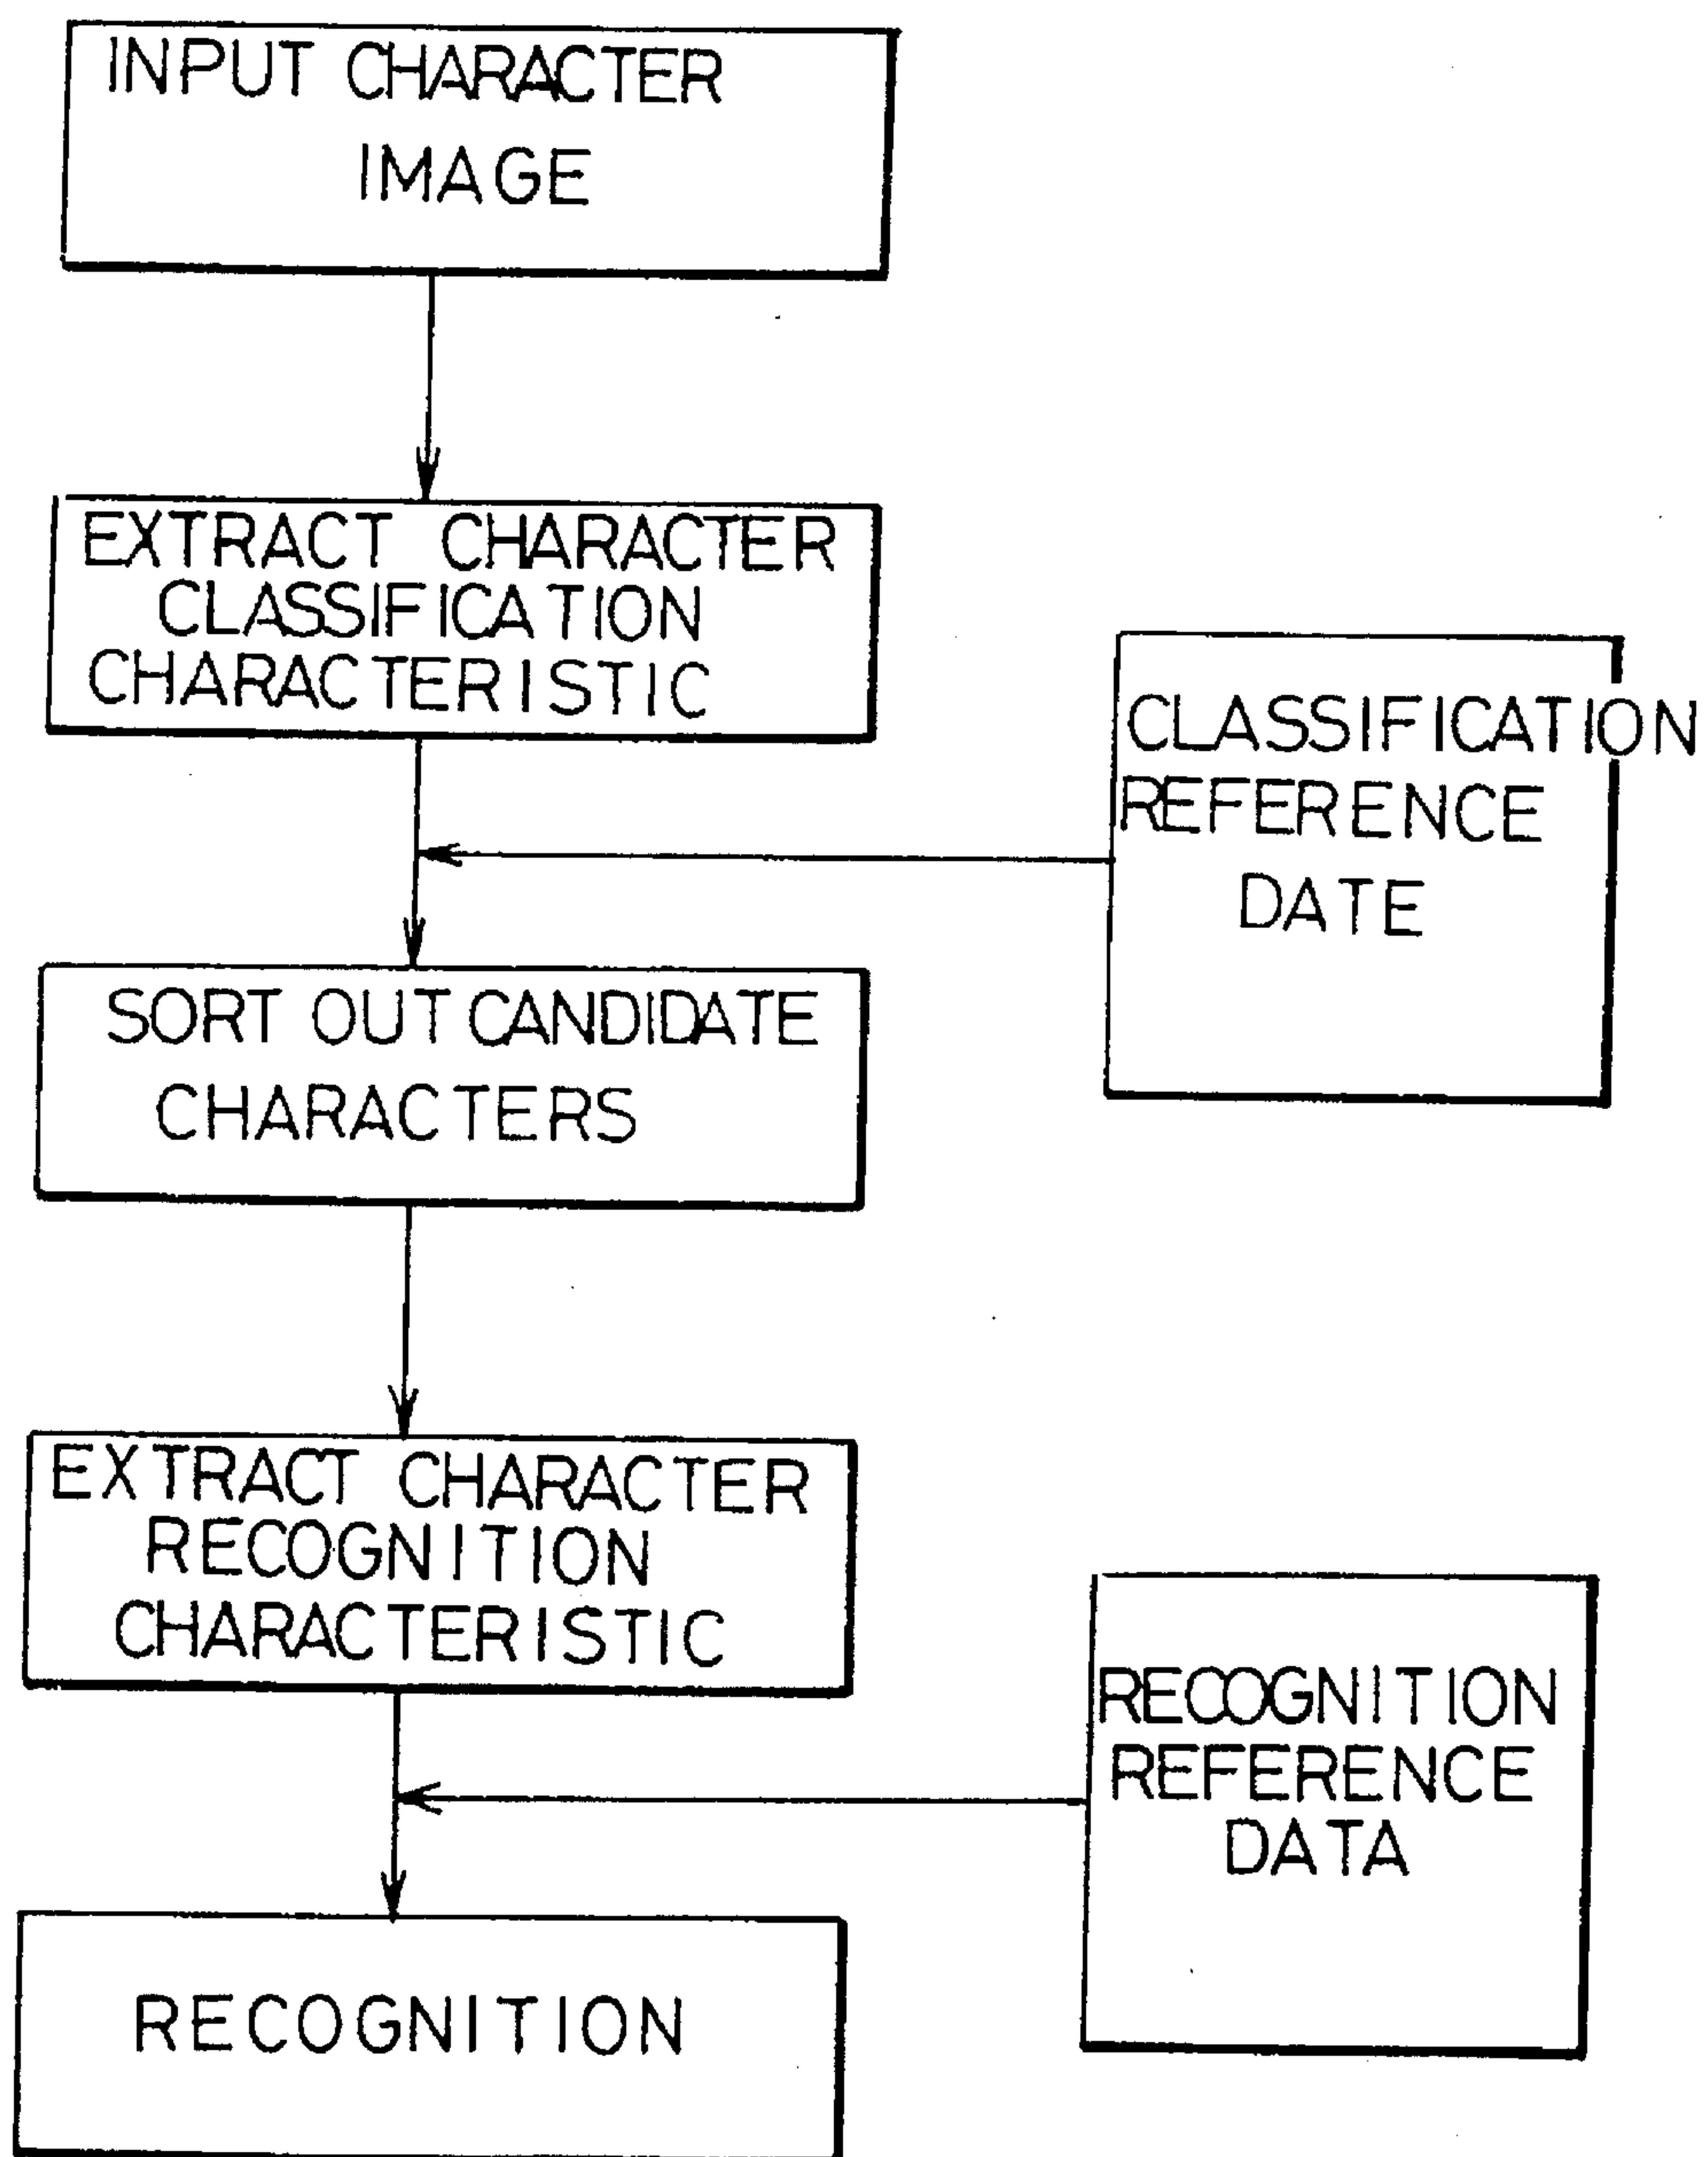 INPUT CHARACTER
IMAGE
EXTRACT CHARACTER
CLASSIFICATION
CHARACTERISTIC
CLASSIFICATION
REFERENCE
DATE
SORT OUT CANDIDATE
CHARACTERS
EXTRACT CHARACTER
RECOGNITION
CHARACTERISTIC
RECOGNITION
REFERENCE
DATA
RECOGNITION